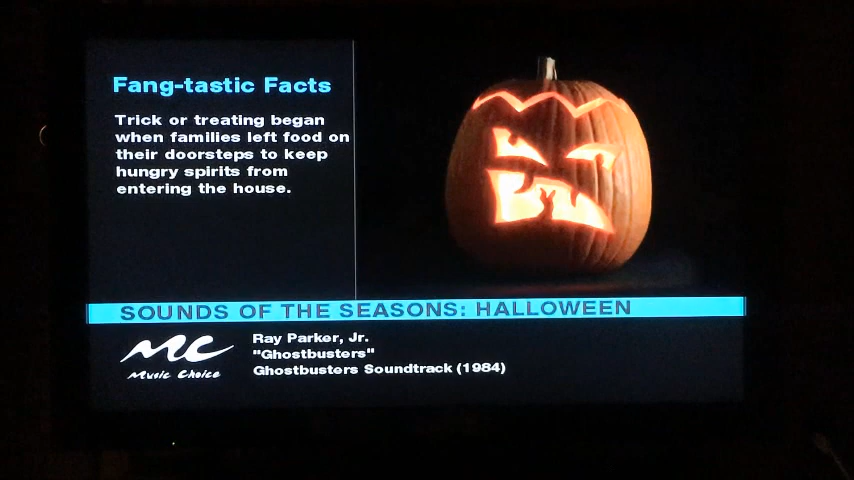 Fang-tastic Facts
Trick or treating began
when families left food on
their doorsteps to keep
hungry spirits from
entering the house.
SOUNDS OF THE SEASONS: HALLOWEEN
MC
Music Choice
Ray Parker, Jr.
"Ghostbusters"
Ghostbusters Soundtrack (1984)